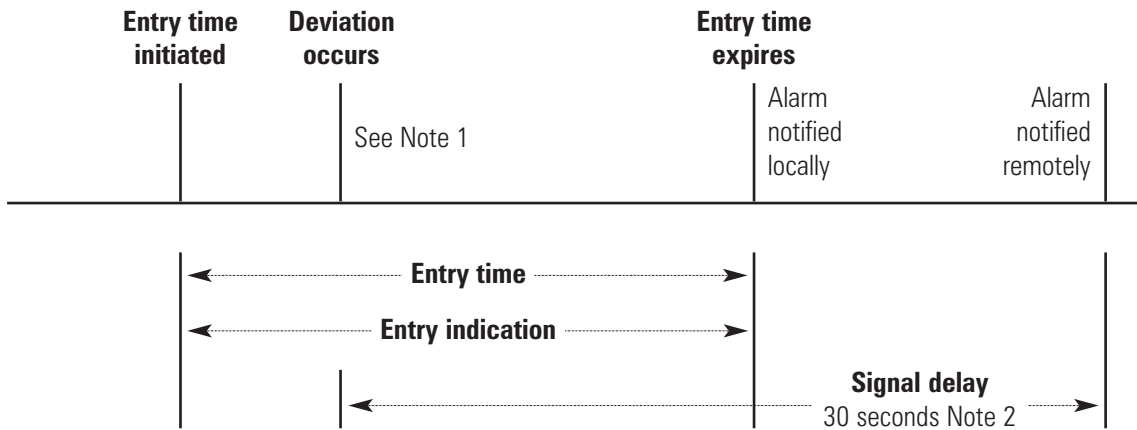 Entry time
initiated
Deviation
occurs
Entry time
expires
See Note 1
Alarm
notified
locally
Alarm
notified
remotely
Entry time
Entry indication
Signal delay
30 seconds Note 2